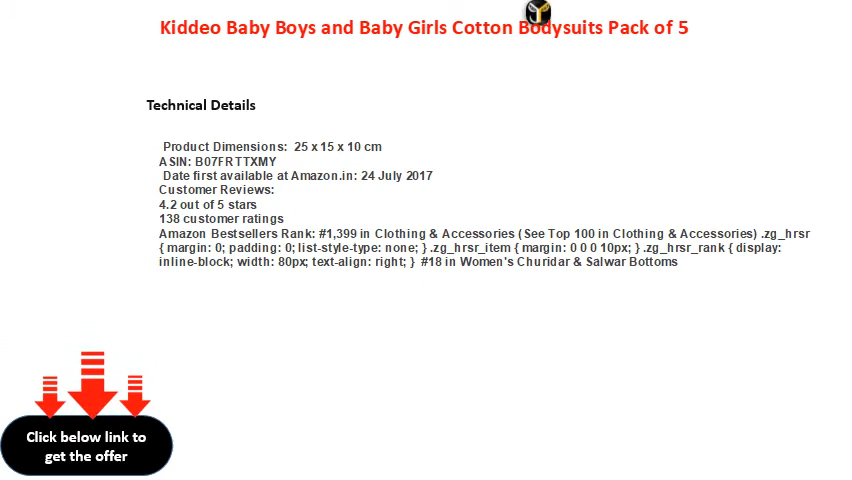 Kiddeo Baby Boys and Baby Girls Cotton Bodysuits Pack of 5
Technical Details
Product Dimensions: 25 x 15 x 10 cm
ASIN: B07FRTTXMY
Date first available at Amazon.in: 24 July 2017
Customer Reviews:
4.2 out of 5 stars
138 customer ratings
Amazon Bestsellers Rank: #1,399 in Clothing & Accessories (See Top 100 in Clothing & Accessories) .zg_hrsr
{ margin: 0; padding: 0; list-style-type: none; } .zg_hrsr_item { margin: 0 0 0 10px; } .zg_hrsr_rank { display:
inline-block; width: 80px; text-align: right; } #18 in Women's Churidar & Salwar Bottoms
Click below link to
get the offer